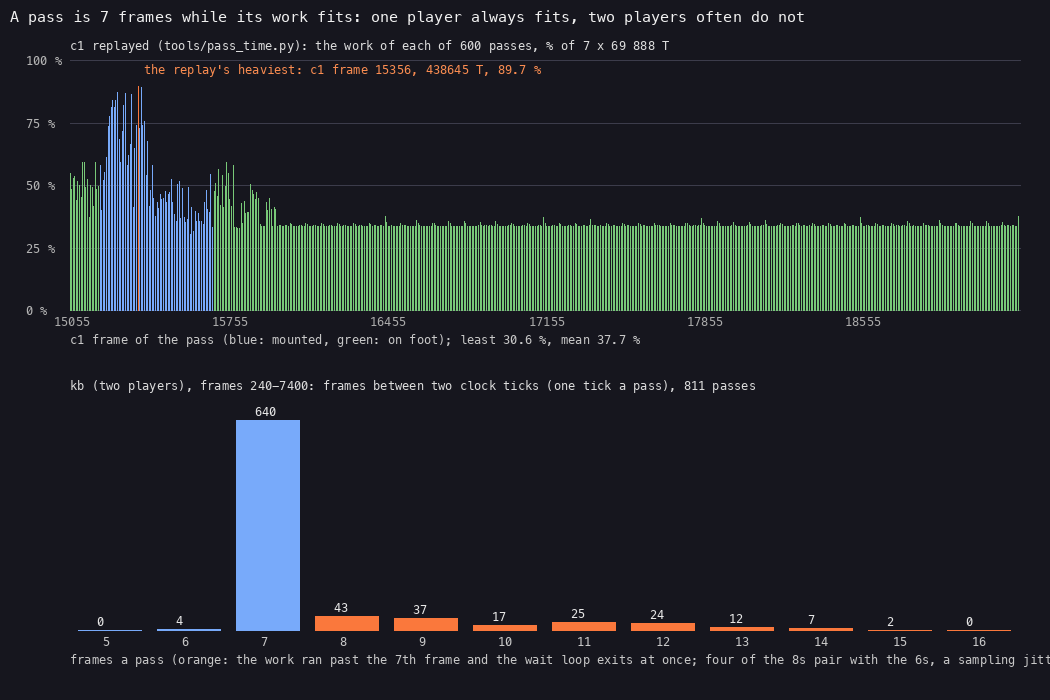 A pass is 7 frames while its work fits: one player always fits, two players often do not
c1 replayed (tools/pass_time.py): the work of each of 600 passes, % of 7 x 69 888 T
100 %
the replay's heaviest: c1 frame 15356, 438645 T, 89.7 %
75 %
50 %
25 %
0 %
15055 15755 16455 17155 17855 18555
c1 frame of the pass (blue: mounted, green: on foot); least 30.6 %, mean 37.7 %
kb (two players), frames 240–7400: frames between two clock ticks (one tick a pass), 811 passes
0 4 640 43 37 17 25 24 12 7 2 0
5 6 7 8 9 10 11 12 13 14 15 16
frames a pass (orange: the work ran past the 7th frame and the wait loop exits at once; four of the 8s pair with the 6s, a sampling jitt